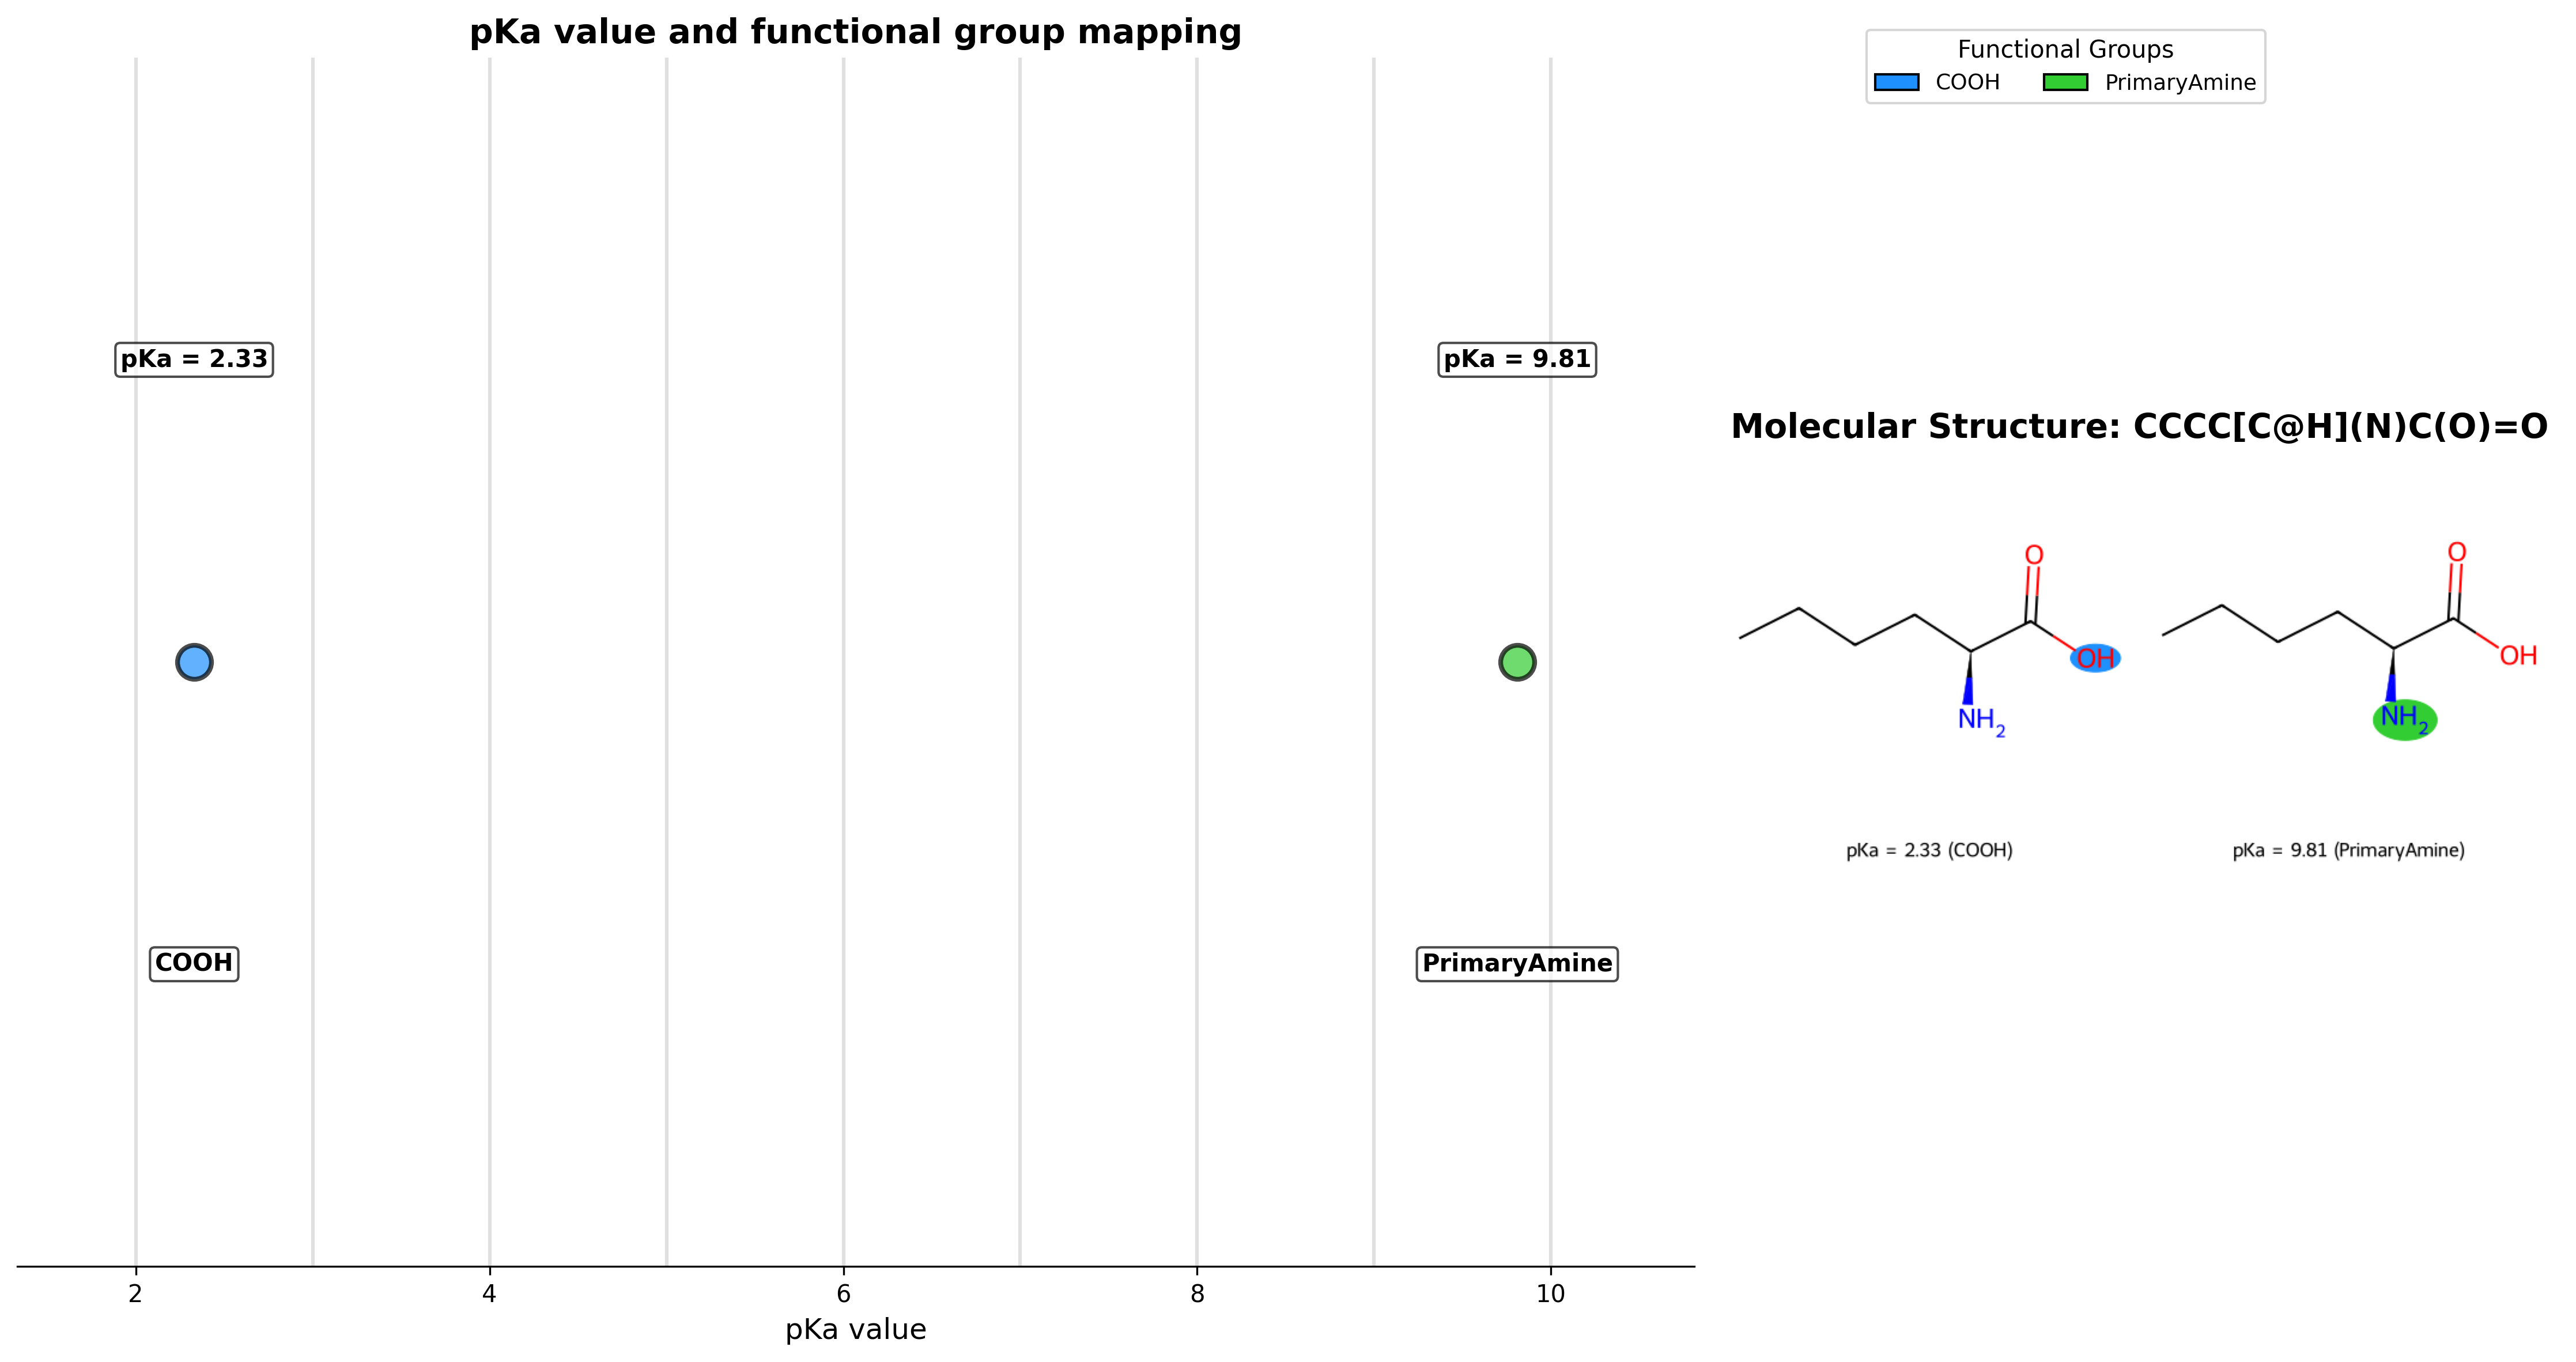 pKa value and functional group mapping
Functional Groups
COOH
PrimaryAmine
pKa = 2.33
pKa = 9.81
COOH
PrimaryAmine
2
4
6
8
10
pKa value
Molecular Structure: CCCC[C@H](N)C(O)=O
O
OH
NH2
pKa = 2.33 (COOH)
O
OH
NH2
pKa = 9.81 (PrimaryAmine)